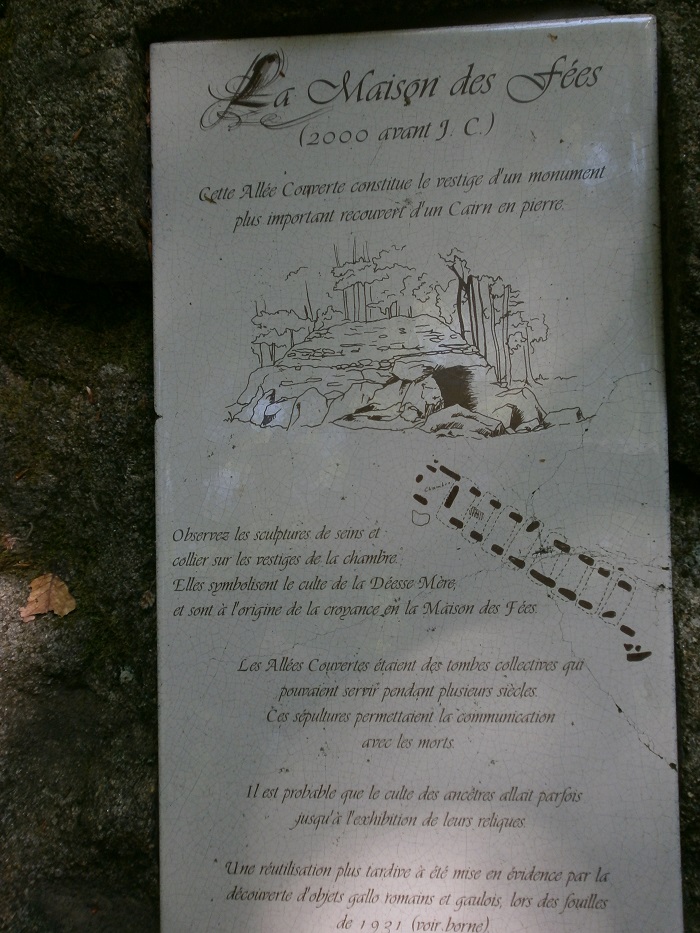 La Maison des Fées
(2000 avant J. C.)
Cette Allée Couverte constitue le vestige d'un monument
plus important recouvert d'un Cairn en pierre.
Chambre
Observez les sculptures de seins et
collier sur les vestiges de la chambre.
Elles symbolisent le culte de la Déesse Mère,
et sont à l'origine de la croyance en la Maison des Fées.
Les Allées Couvertes étaient des tombes collectives qui
pouvaient servir pendant plusieurs siècles.
Ces sépultures permettaient la communication
avec les morts.
Il est probable que le culte des ancêtres allait parfois
jusqu'à l'exhibition de leurs reliques.
Une réutilisation plus tardive à été mise en évidence par la
découverte d'objets gallo romains et gaulois, lors des fouilles
de 1931 (voir borne)